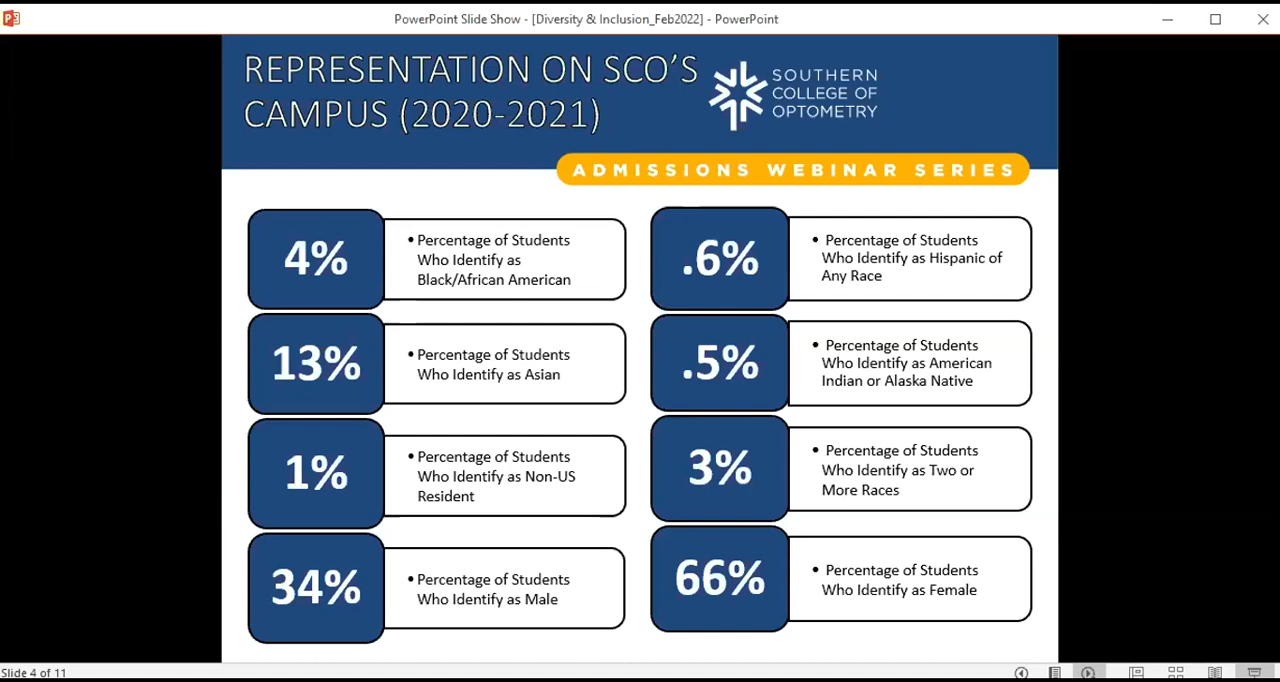 PowerPoint Slide Show - [Diversity & Inclusion_Feb2022] - PowerPoint
REPRESENTATION ON SCO'S
CAMPUS (2020-2021)
SOUTHERN
COLLEGE OF
OPTOMETRY
ADMISSIONS WEBINAR SERIES
4%
• Percentage of Students
Who Identify as
Black/African American
.6%
• Percentage of Students
Who Identify as Hispanic of
Any Race
13%
• Percentage of Students
Who Identify as Asian
.5%
• Percentage of Students
Who Identify as American
Indian or Alaska Native
1%
• Percentage of Students
Who Identify as Non-US
Resident
3%
• Percentage of Students
Who Identify as Two or
More Races
34%
• Percentage of Students
Who Identify as Male
66%
• Percentage of Students
Who Identify as Female
Slide 4 of 11